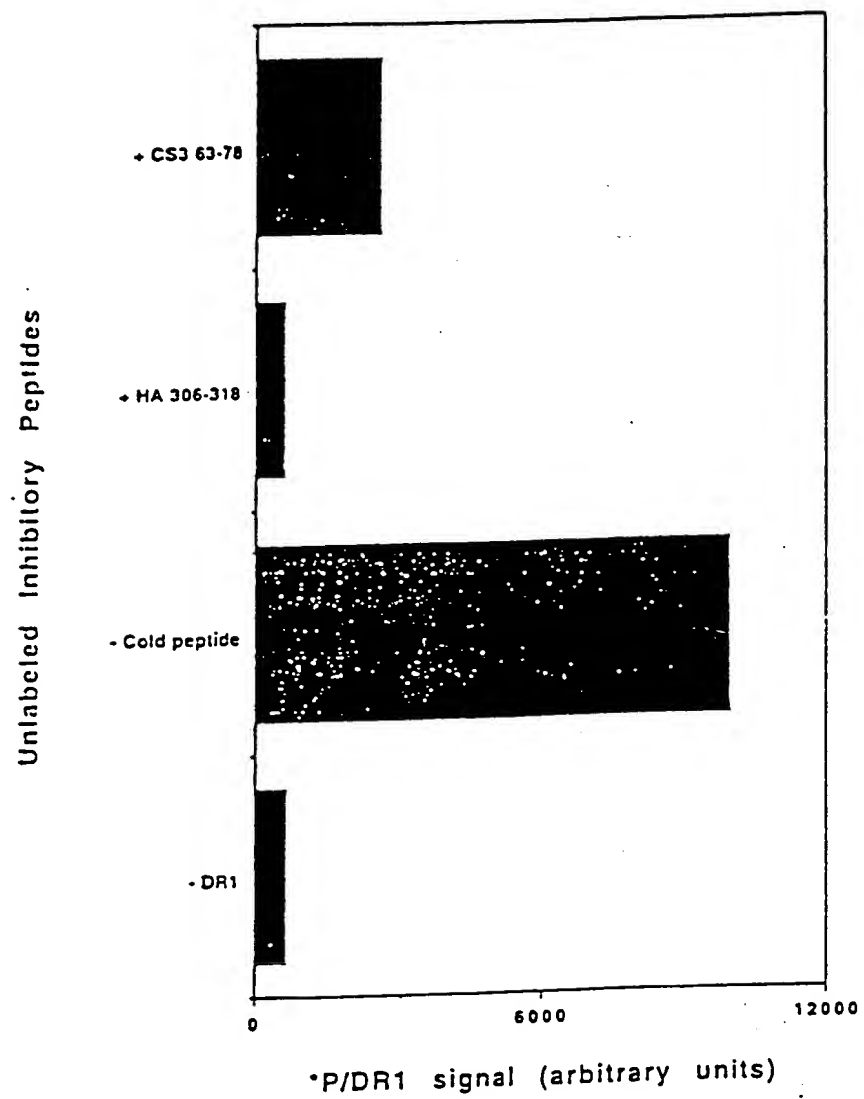 Unlabeled Inhibitory Peptides
+ CS3 63-78
+ HA 306-318
- Cold peptide
- DR1
0 6000 12000
*P/DR1 signal (arbitrary units)